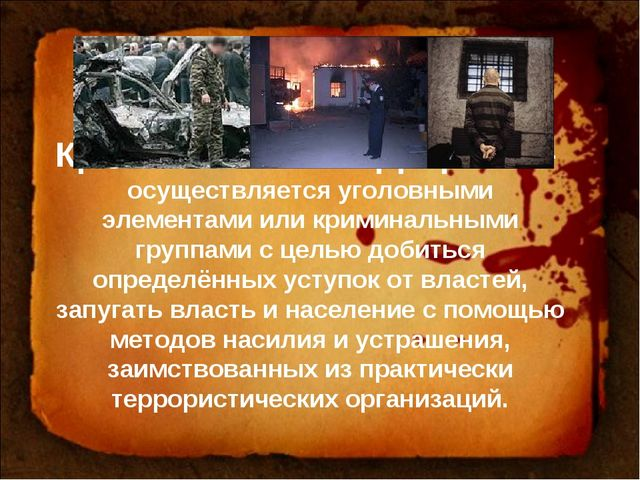 осуществляется уголовными
элементами или криминальными
группами с целью добиться
определённых уступок от властей,
запугать власть и население с помощью
методов насилия и устрашения,
заимствованных из практически
террористических организаций.